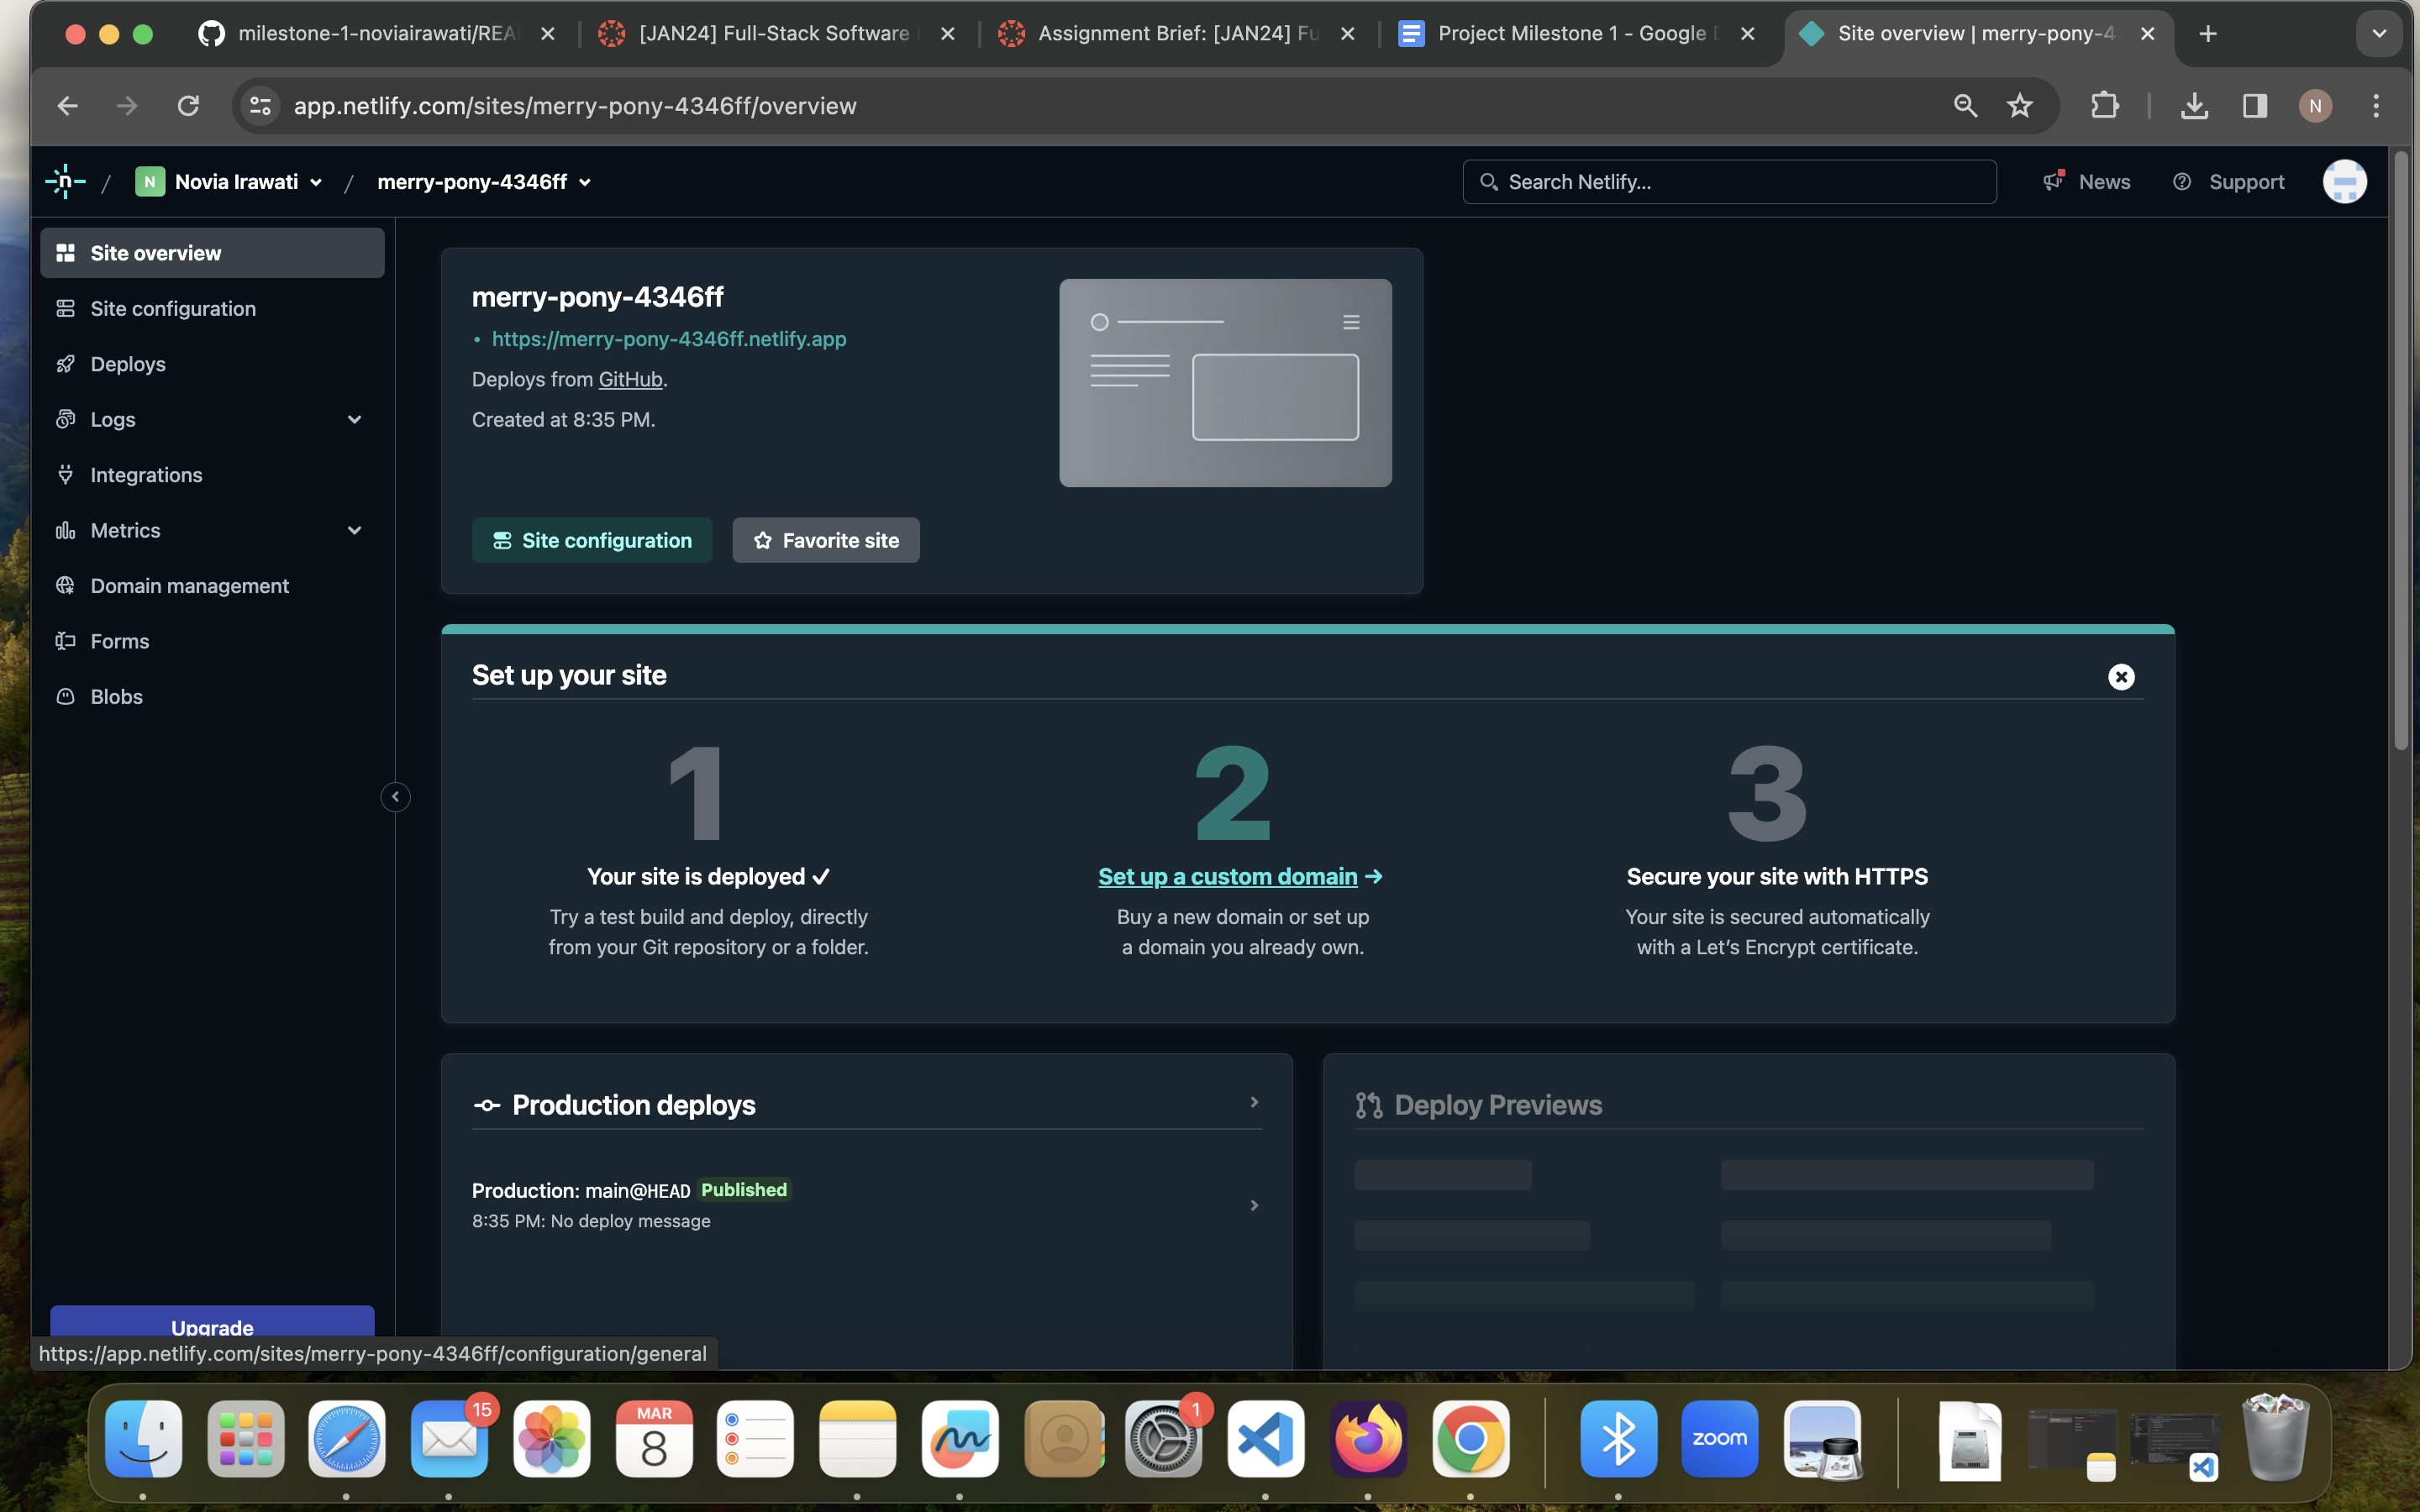 milestone-1-noviairawati/REA
[JAN24] Full-Stack Software
Assignment Brief: [JAN24] Fu
Project Milestone 1 - Google D
Site overview | merry-pony-4
app.netlify.com/sites/merry-pony-4346ff/overview
N
n / N Novia Irawati / merry-pony-4346ff
Search Netlify...
News
Support
Site overview
Site configuration
Deploys
Logs
Integrations
Metrics
Domain management
Forms
Blobs
Upgrade
merry-pony-4346ff
• https://merry-pony-4346ff.netlify.app
Deploys from GitHub.
Created at 8:35 PM.
Site configuration
Favorite site
Set up your site
1
Your site is deployed ✓
Try a test build and deploy, directly
from your Git repository or a folder.
2
Set up a custom domain →
Buy a new domain or set up
a domain you already own.
3
Secure your site with HTTPS
Your site is secured automatically
with a Let's Encrypt certificate.
Production deploys
Production: main@HEAD Published
8:35 PM: No deploy message
Deploy Previews
https://app.netlify.com/sites/merry-pony-4346ff/configuration/general
15
MAR
8
1
zoom